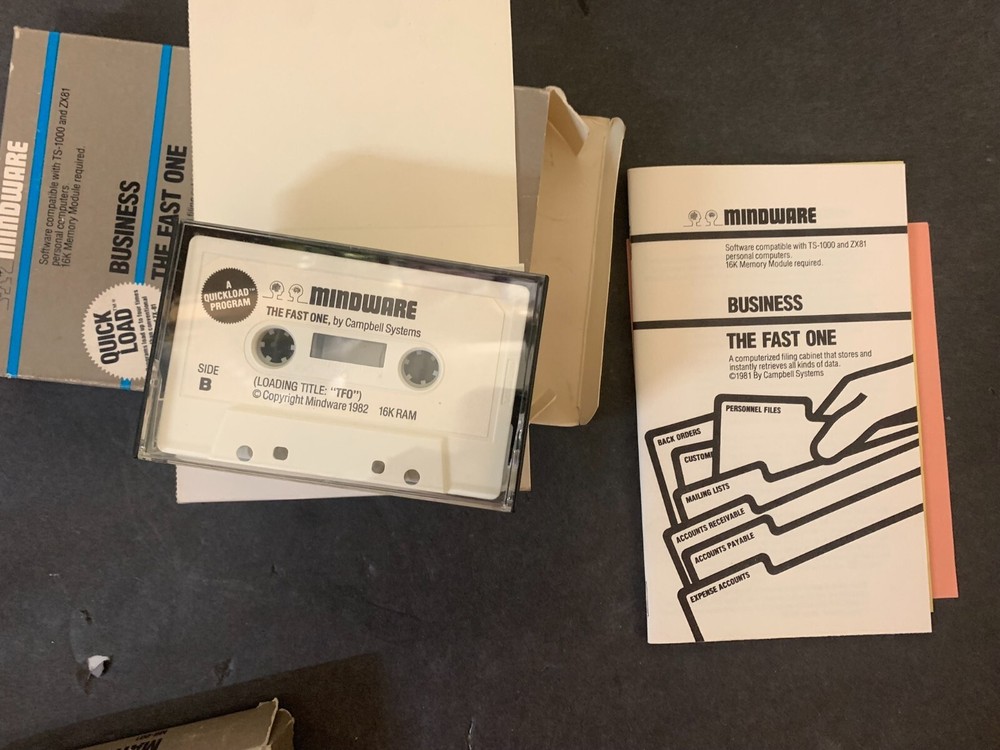 MINDWARE
Software compatible with TS-1000 and ZX81
personal computers.
16K Memory Module required.
BUSINESS
THE FAST ONE
QUICK
LOAD™
A
QUICKLOAD™
PROGRAM
MINDWARE
THE FAST ONE, by Campbell Systems
SIDE
B
(LOADING TITLE: "TFO")
© Copyright Mindware 1982 16K RAM
MINDWARE
Software compatible with TS-1000 and ZX81
personal computers.
16K Memory Module required.
BUSINESS
THE FAST ONE
A computerized filing cabinet that stores and
instantly retrieves all kinds of data.
©1981 By Campbell Systems
PERSONNEL FILES
BACK ORDERS
CUSTOM
MAILING LISTS
ACCOUNTS RECEIVABLE
ACCOUNTS PAYABLE
EXPENSE ACCOUNTS